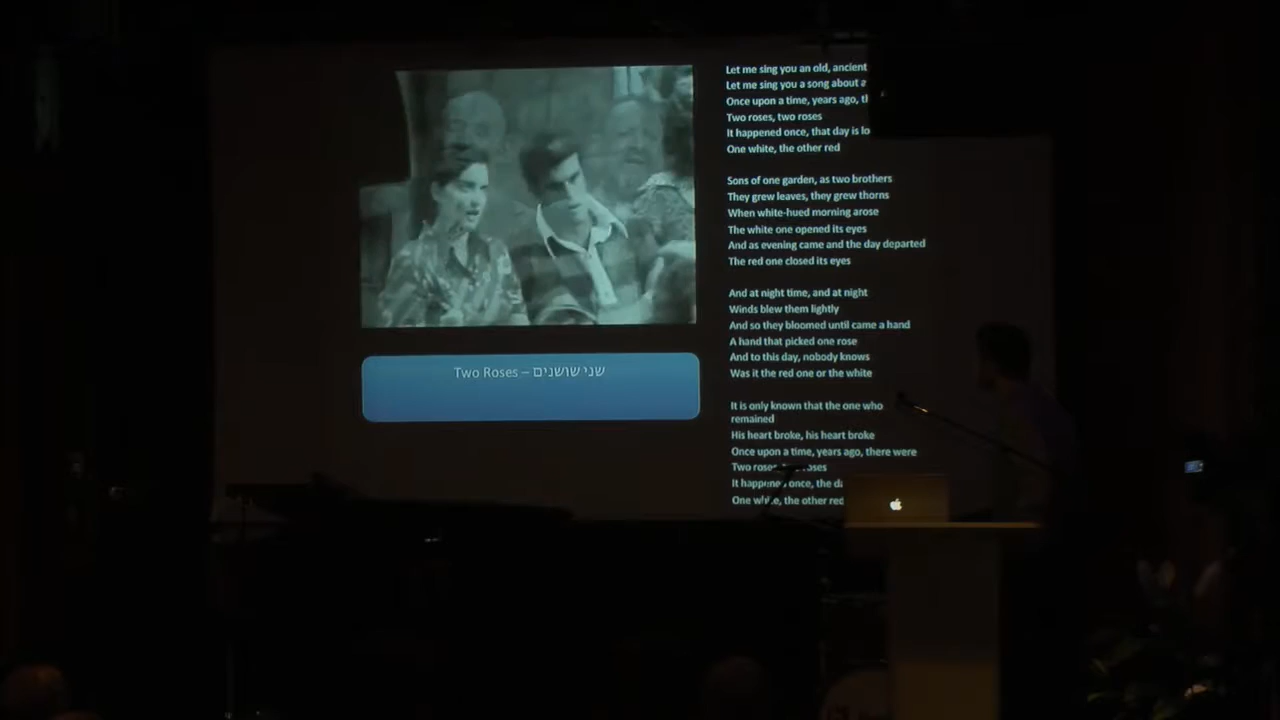 Let me sing you an old, ancient
Let me sing you a song about
Once upon a time, years ago,
Two roses, two roses
It happened once, that day is
One white, the other red
Sons of one garden, as two brothers
They grew leaves, they grew thorns
When white-hued morning arose
The white one opened its eyes
And as evening came and the day departed
The red one closed its eyes
And at night time, and at night
Winds blew them lightly
And so they bloomed until came a hand
A hand that picked one rose
And to this day, nobody knows
Was it the red one or the white
It is only known that the one who
remained
His heart broke, his heart broke
Once upon a time, years ago, there were
Two roses
It happened once, the
One white, the other red
Two Roses – שני שושנים